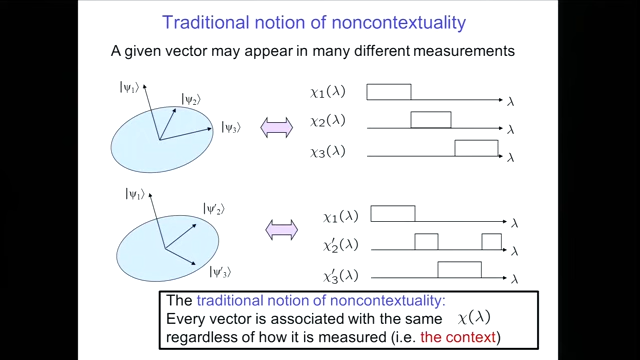 Traditional notion of noncontextuality
A given vector may appear in many different measurements
|ψ₁⟩
|ψ₂⟩
|ψ₃⟩
χ₁(λ)
λ
χ₂(λ)
λ
χ₃(λ)
λ
|ψ₁⟩
|ψ'₂⟩
|ψ'₃⟩
χ₁(λ)
λ
χ′₂(λ)
λ
χ′₃(λ)
λ
The traditional notion of noncontextuality:
Every vector is associated with the same χ(λ)
regardless of how it is measured (i.e. the context)